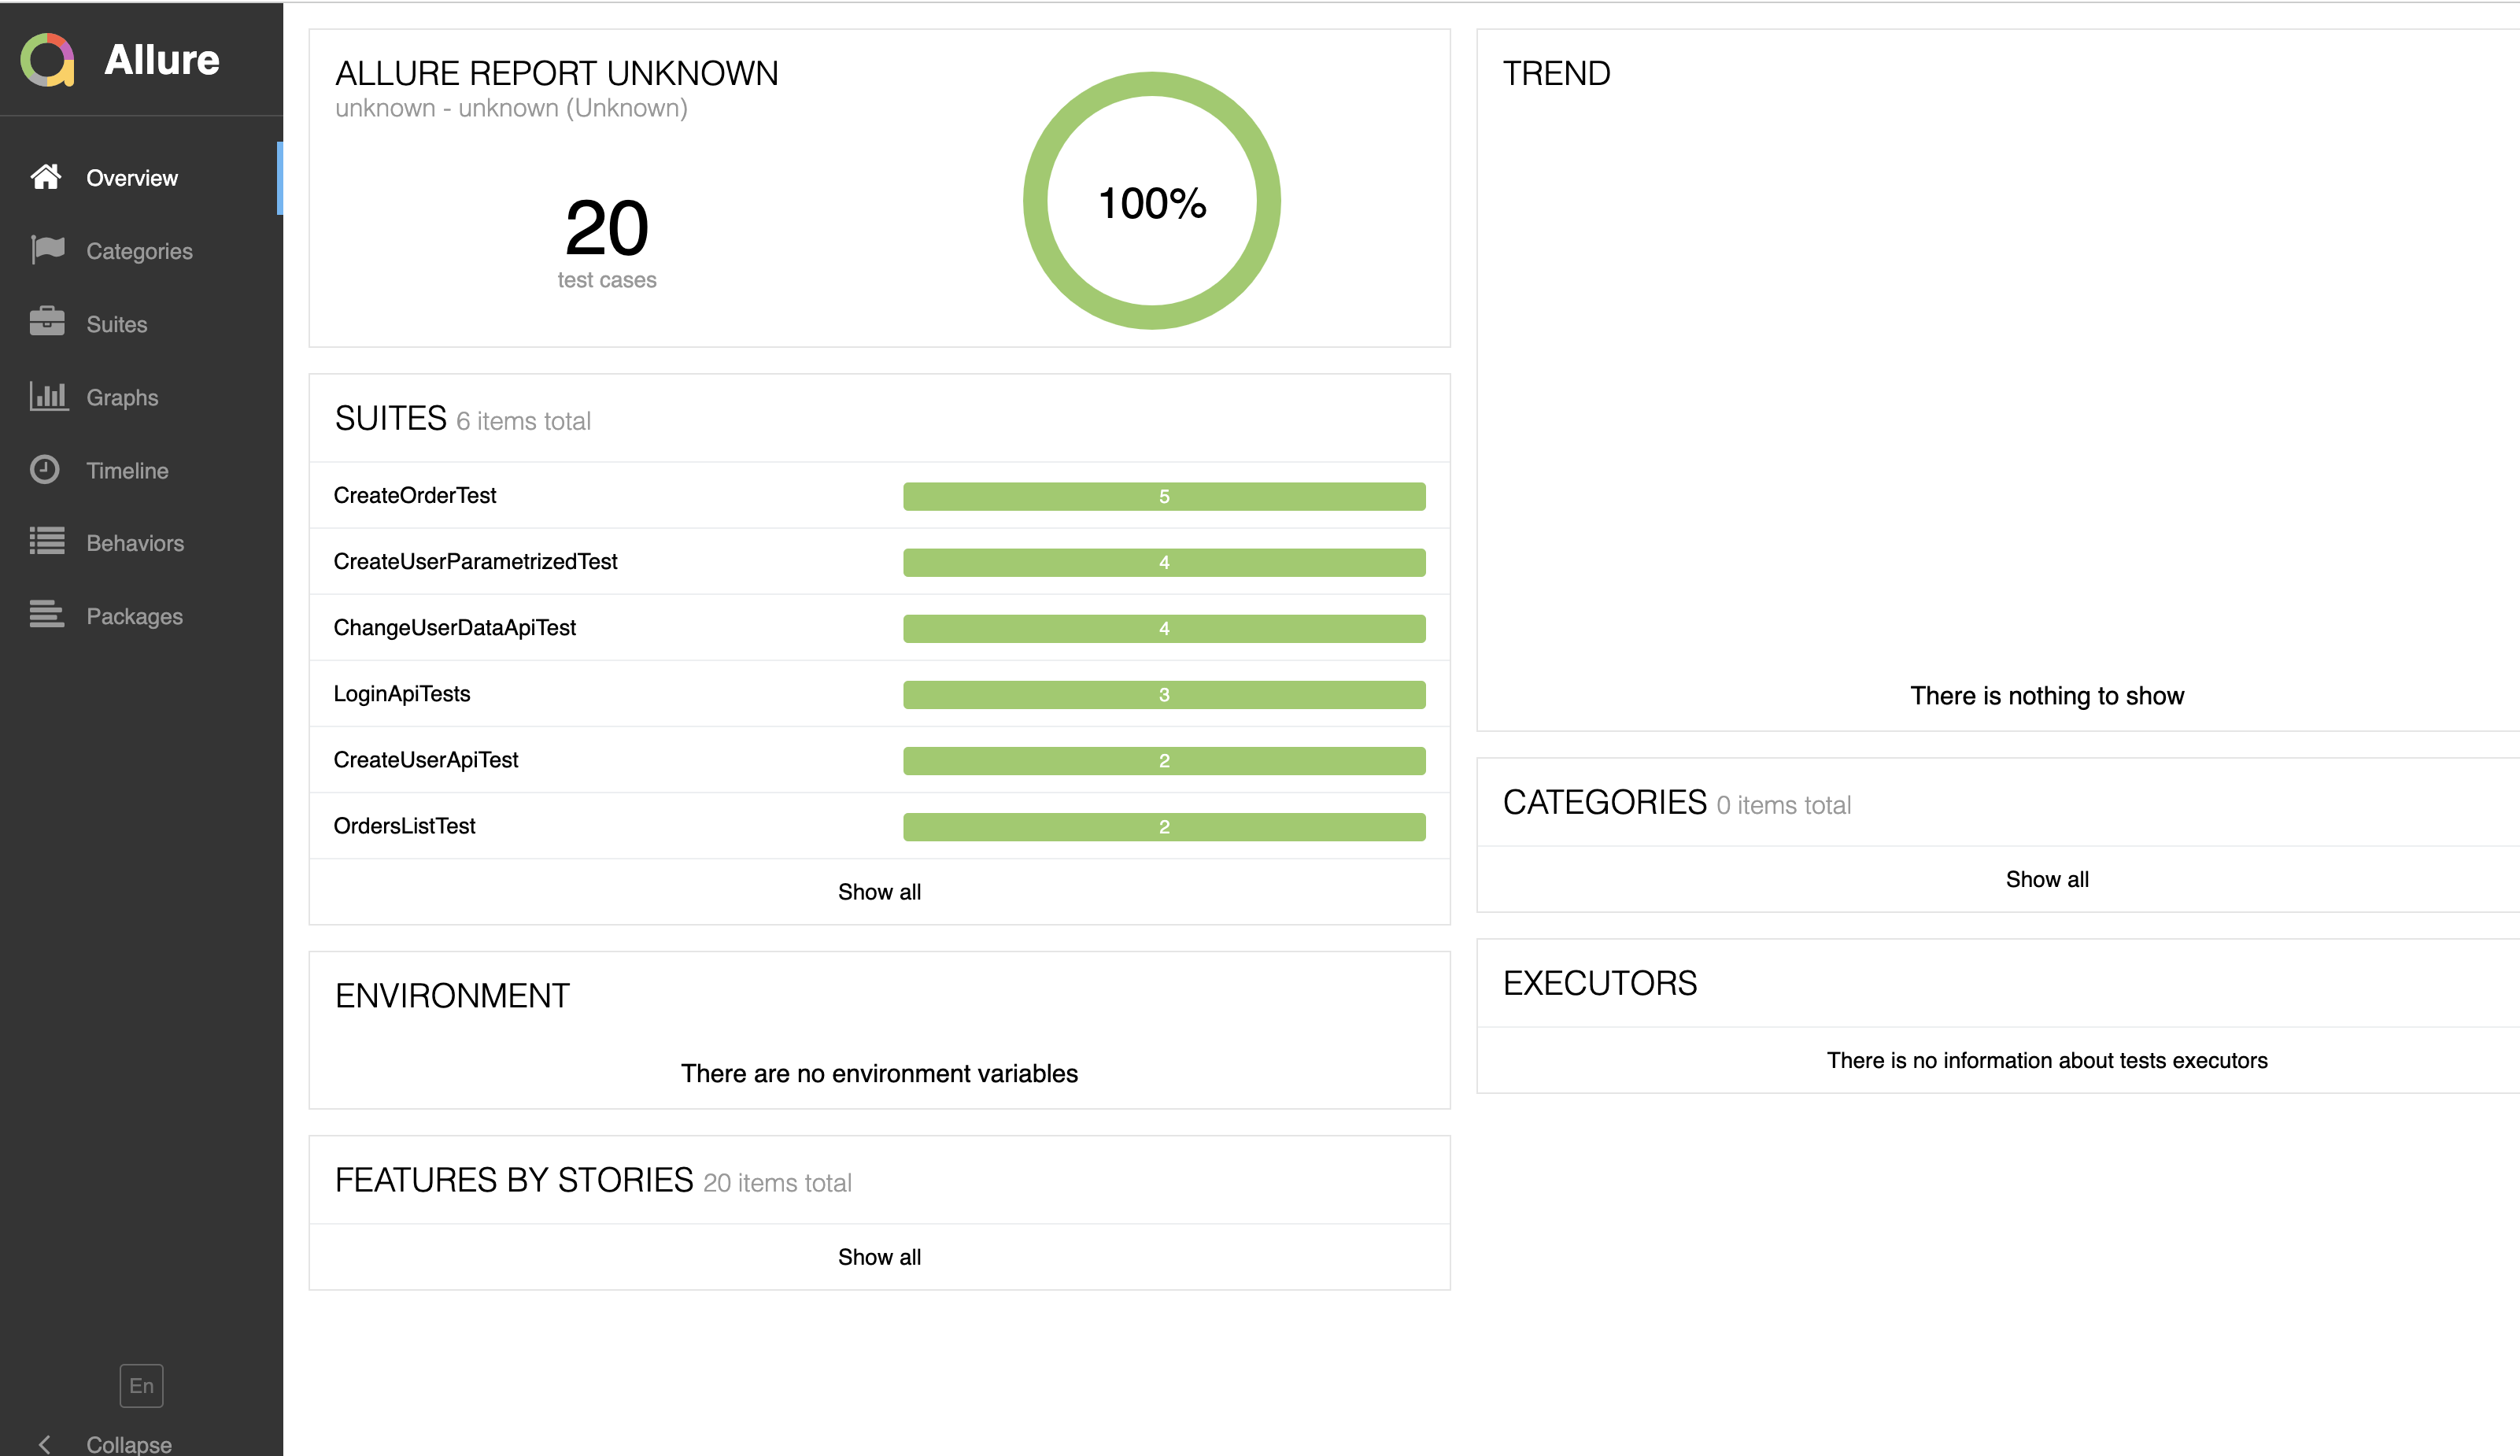 Allure
Overview
Categories
Suites
Graphs
Timeline
Behaviors
Packages
En
Collapse
ALLURE REPORT UNKNOWN
unknown - unknown (Unknown)
20
test cases
100%
SUITES 6 items total
CreateOrderTest 5
CreateUserParametrizedTest 4
ChangeUserDataApiTest 4
LoginApiTests 3
CreateUserApiTest 2
OrdersListTest 2
Show all
ENVIRONMENT
There are no environment variables
FEATURES BY STORIES 20 items total
Show all
TREND
There is nothing to show
CATEGORIES 0 items total
Show all
EXECUTORS
There is no information about tests executors